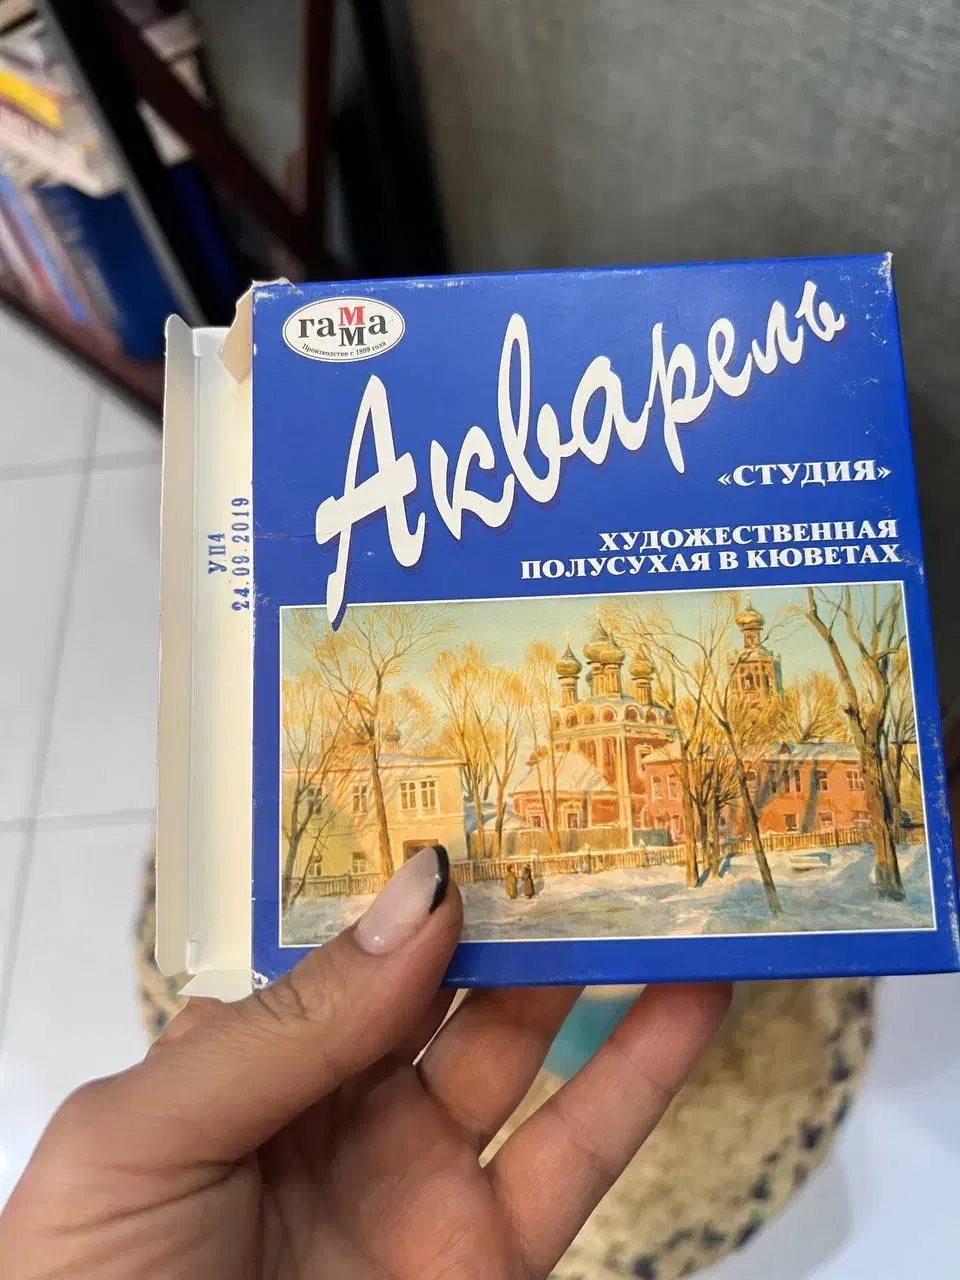 гамма
Производство с 1899 года
Акварель
«СТУДИЯ»
ХУДОЖЕСТВЕННАЯ
ПОЛУСУХАЯ В КЮВЕТАХ
УП4
24.09.2019